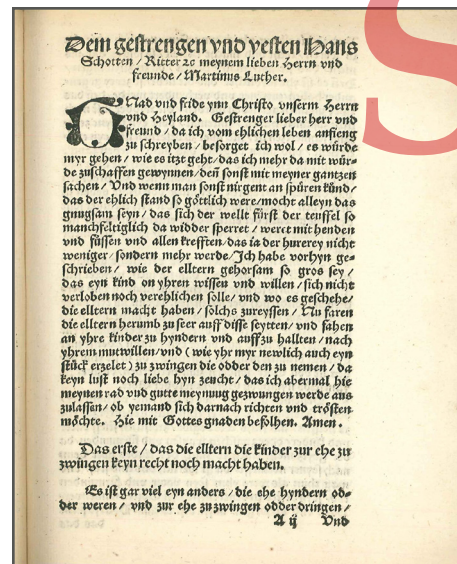 Dem gestrengen vnd vesten Hans
Schotten / Ritter ꝛc meynem lieben Herrn vnd
freunde / Martinus Luther.
GNad vnd fride ynn Christo vnserm Herrn
vnd Heyland. Gestrenger lieber herr vnd
freund / da ich vom ehlichen leben anfieng
zu schreyben / besorget ich wol / es würde
myr gehen / wie es itzt geht / das ich mehr da mit wür-
de zuschaffen gewynnen / deñ sonst mit meyner gantzen
sachen / Vnd wenn man sonst nirgent an spüren künd /
das der ehlich stand so göttlich were / mocht alleyn das
gnugsam seyn / das sich der wellt fürst der teuffel so
manchfeltiglich da widder sperret / weret mit henden
vnd füssen vnd allen krefften / das ia der hurerey nicht
weniger / sondern mehr werde / Ich habe vorhyn ge-
schrieben / wie der elltern gehorsam so gros sey /
das eyn kind on yhren wissen vnd willen / sich nicht
verloben noch verehlichen solle / vnd wo es geschehe /
die elltern macht haben / solchs zureyssen / Nu faren
die elltern herumb zu seer auff disse seytten / vnd fahen
an yhre kinder zu hyndern vnd auff zu hallten / nach
yhrem mutwillen / vnd ( wie yhr myr newlich auch eyn
stück erzelet ) zu zwingen die odder den zu nemen / da
keyn lust noch liebe hyn zeucht / das ich abermal hie
meynen rad vnd gutte meynuug gezwungen werde aus
zulassen / ob yemand sich darnach richten vnd trösten
möchte. Hie mit Gottes gnaden befolhen. Amen.
Das erste / das die elltern die kinder zur ehe zu
zwingen keyn recht noch macht haben.
Es ist gar viel eyn anders / die ehe hyndern od-
der weren / vnd zur ehe zu zwingen odder dringen /
A ij Vnd
S